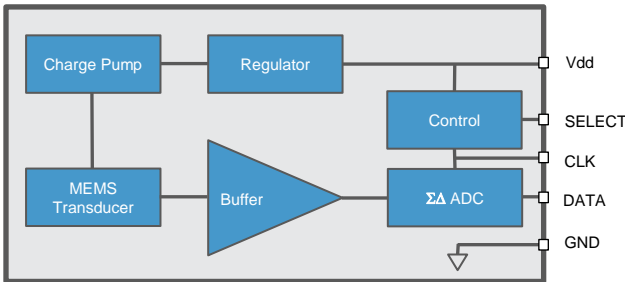 Charge Pump
Regulator
Vdd
Control
SELECT
CLK
MEMS
Transducer
Buffer
ΣΔ ADC
DATA
GND